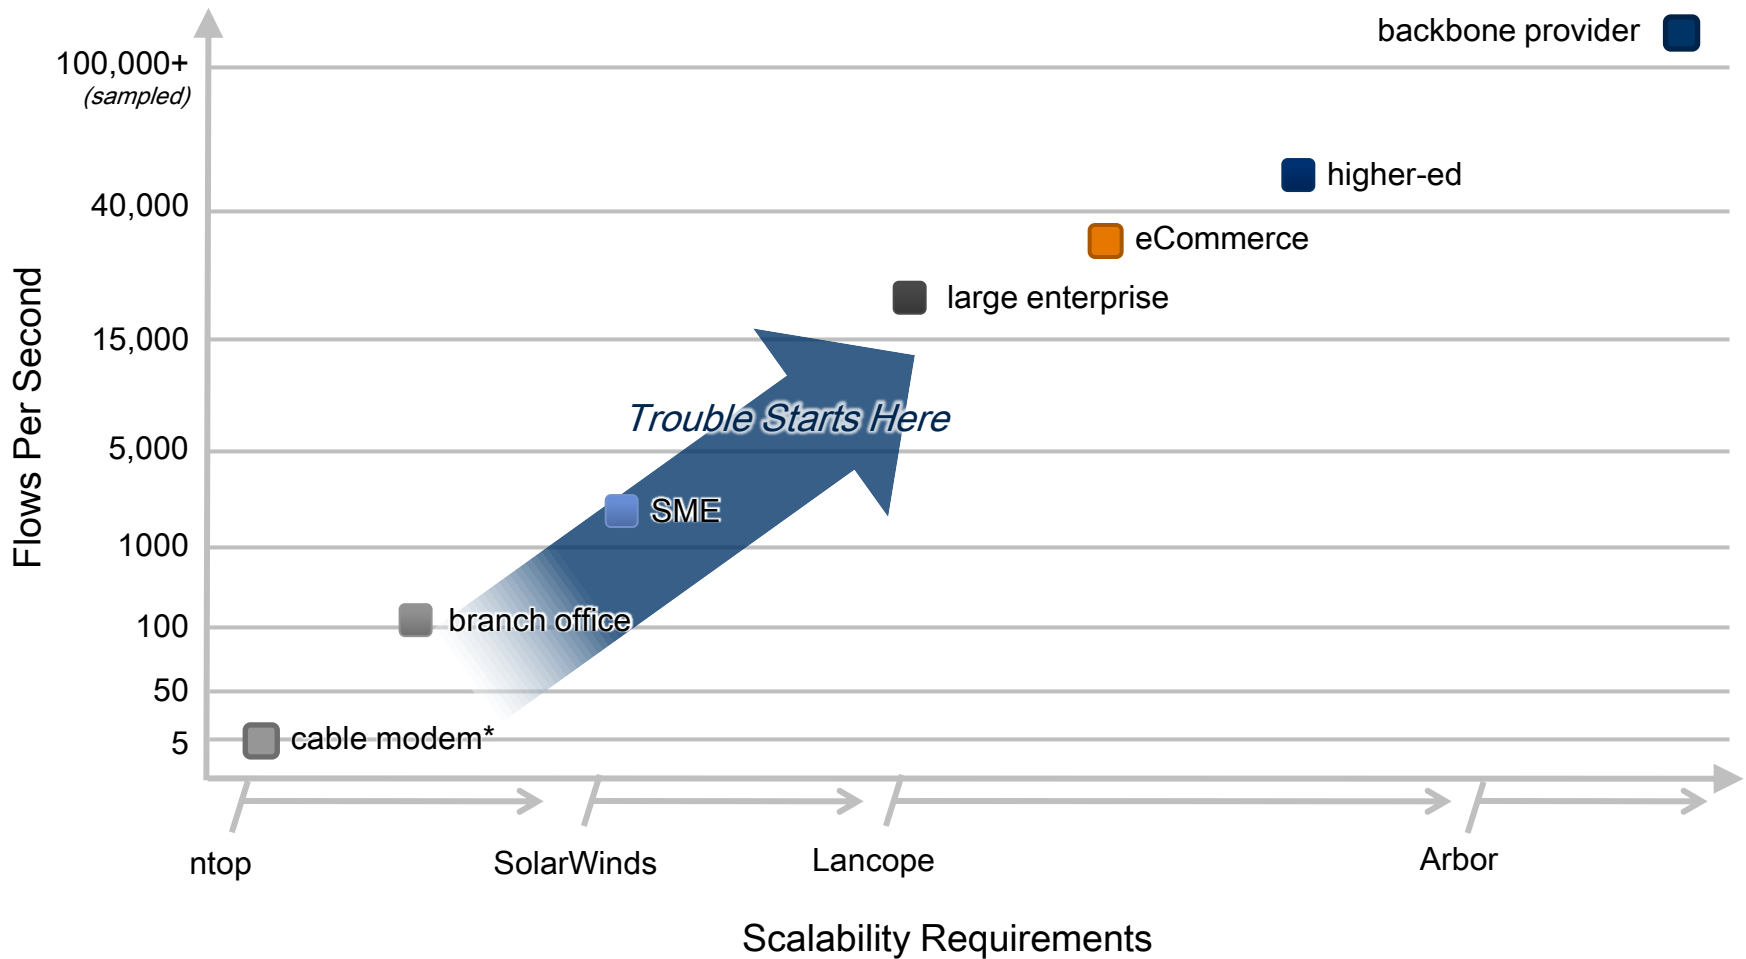 backbone provider
100,000+
(sampled)
higher-ed
40,000
eCommerce
large enterprise
15,000
Trouble Starts Here
5,000
SME
1000
branch office
100
50
cable modem*
5
Flows Per Second
ntop
SolarWinds
Lancope
Arbor
Scalability Requirements